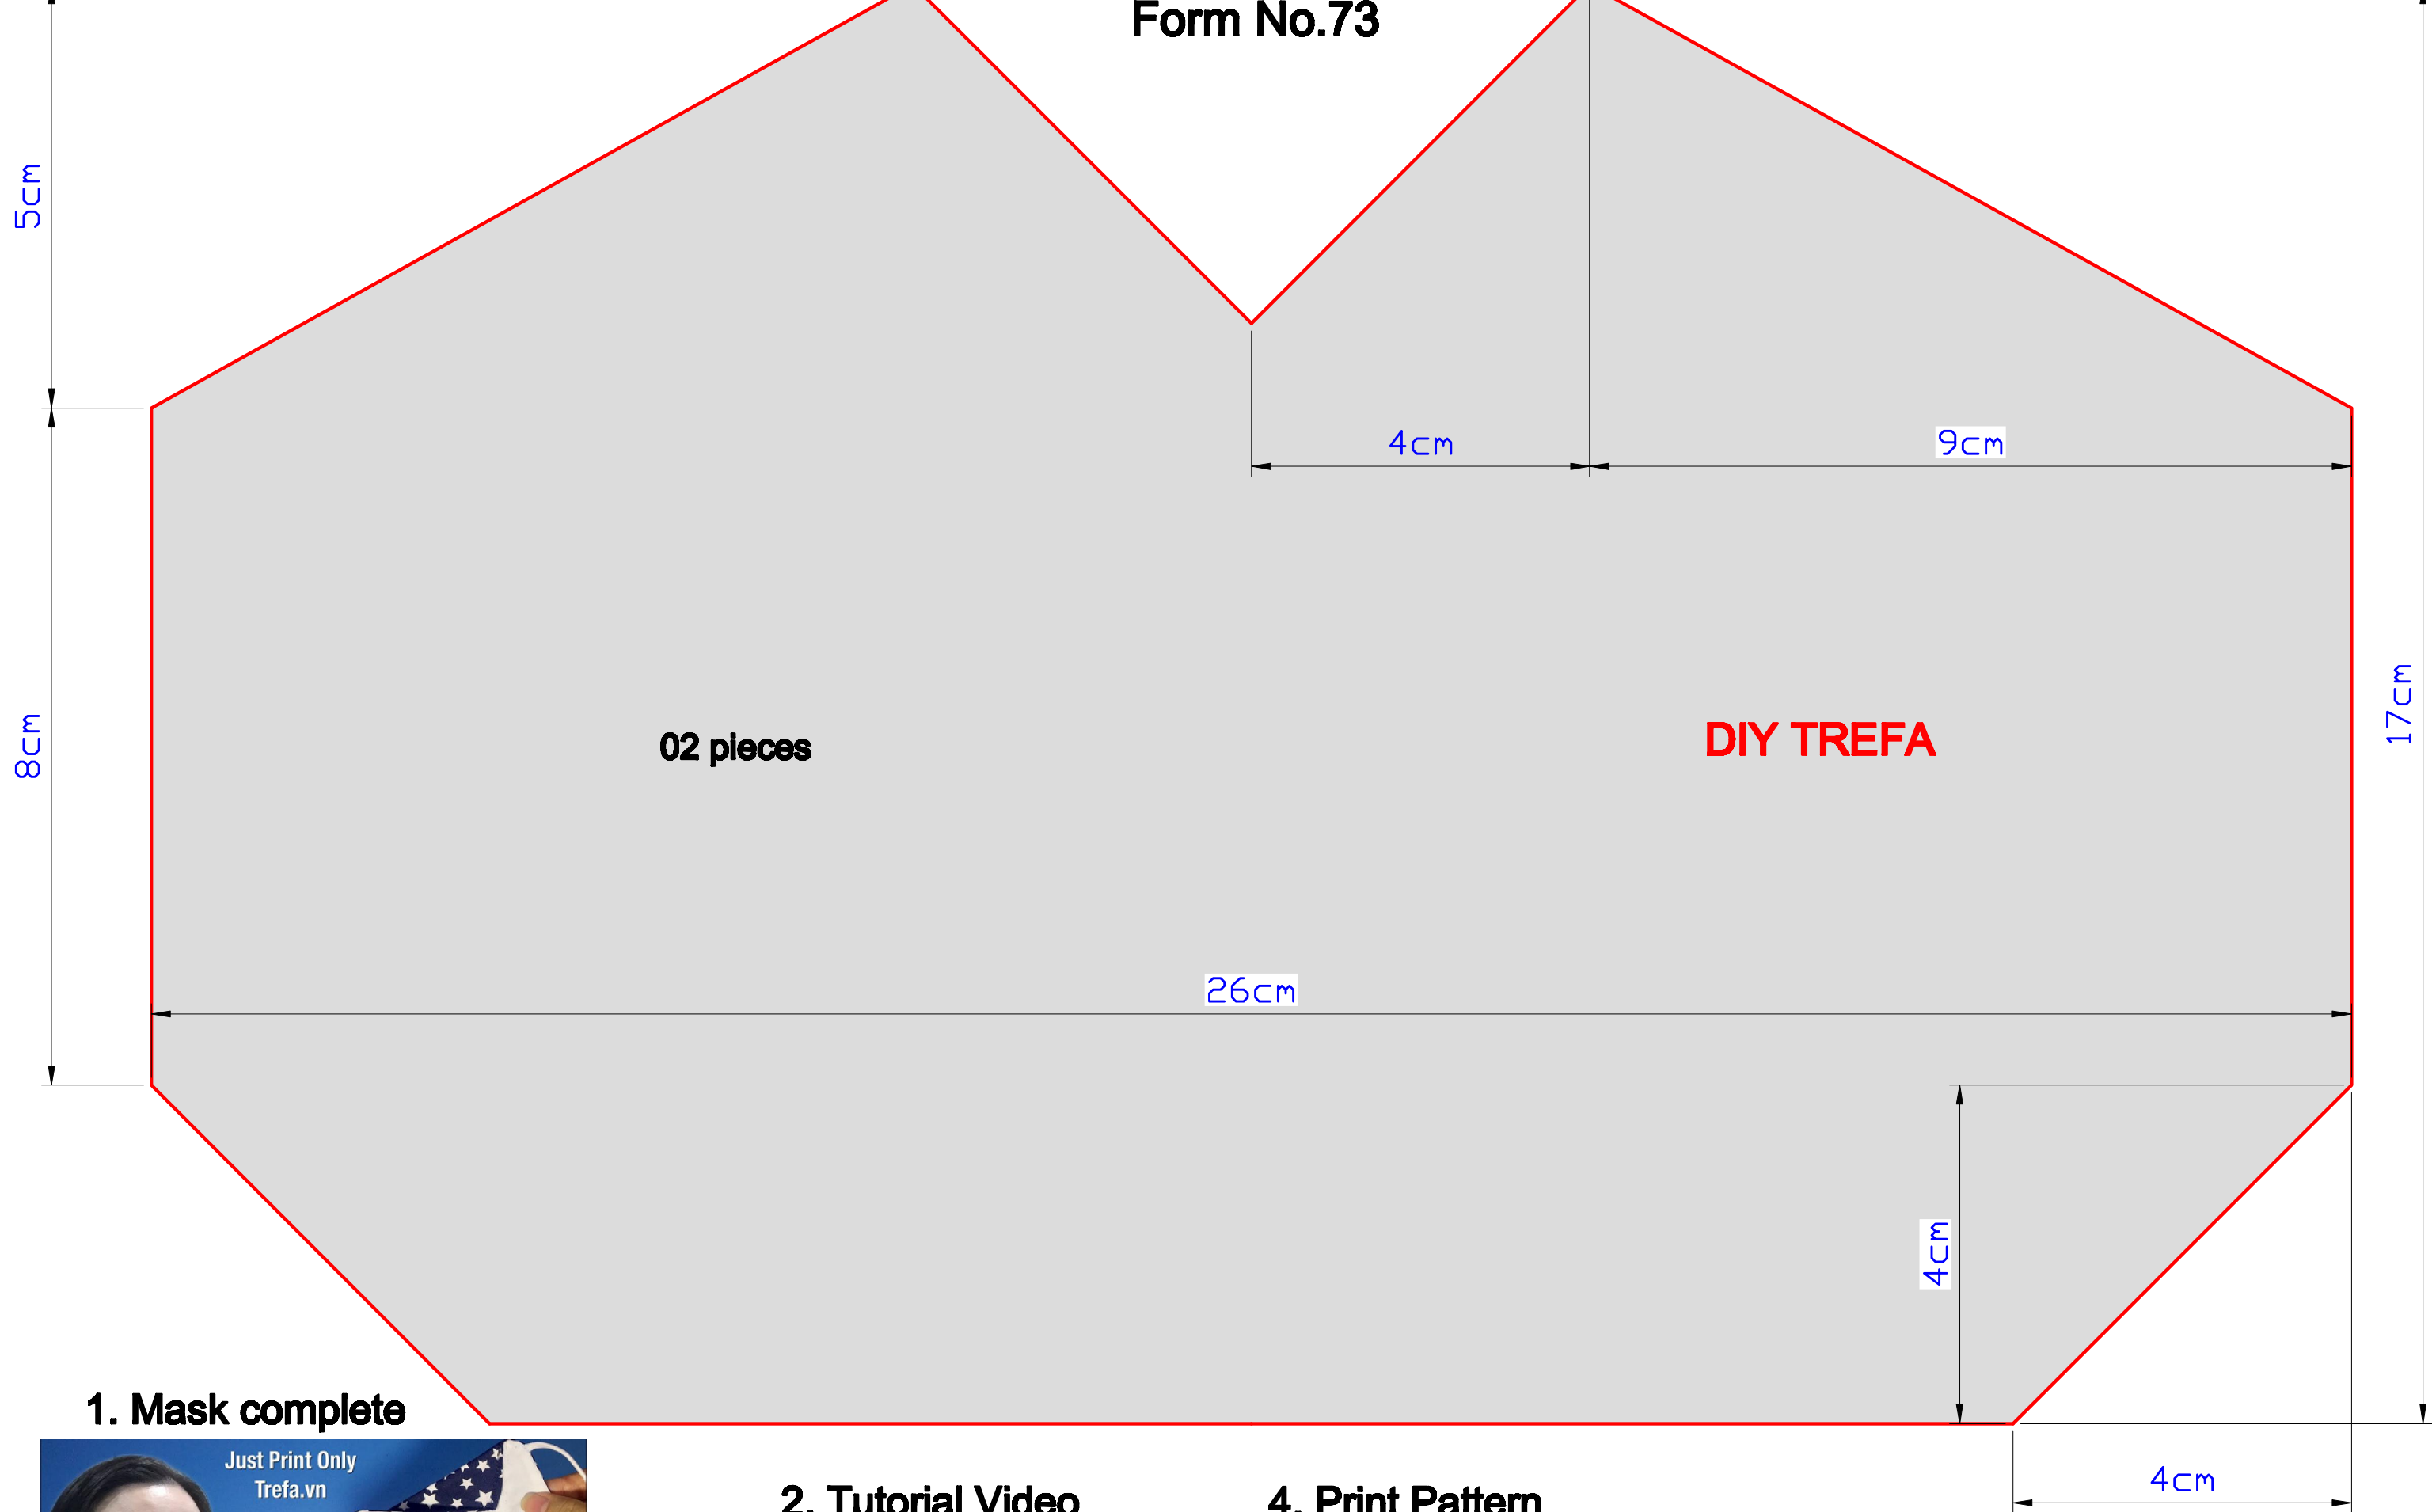 Form No.73
5cm
4cm
9cm
8cm
02 pieces
DIY TREFA
17cm
26cm
4cm
1. Mask complete
Just Print Only
Trefa.vn
4cm
2. Tutorial Video
4. Print Pattern